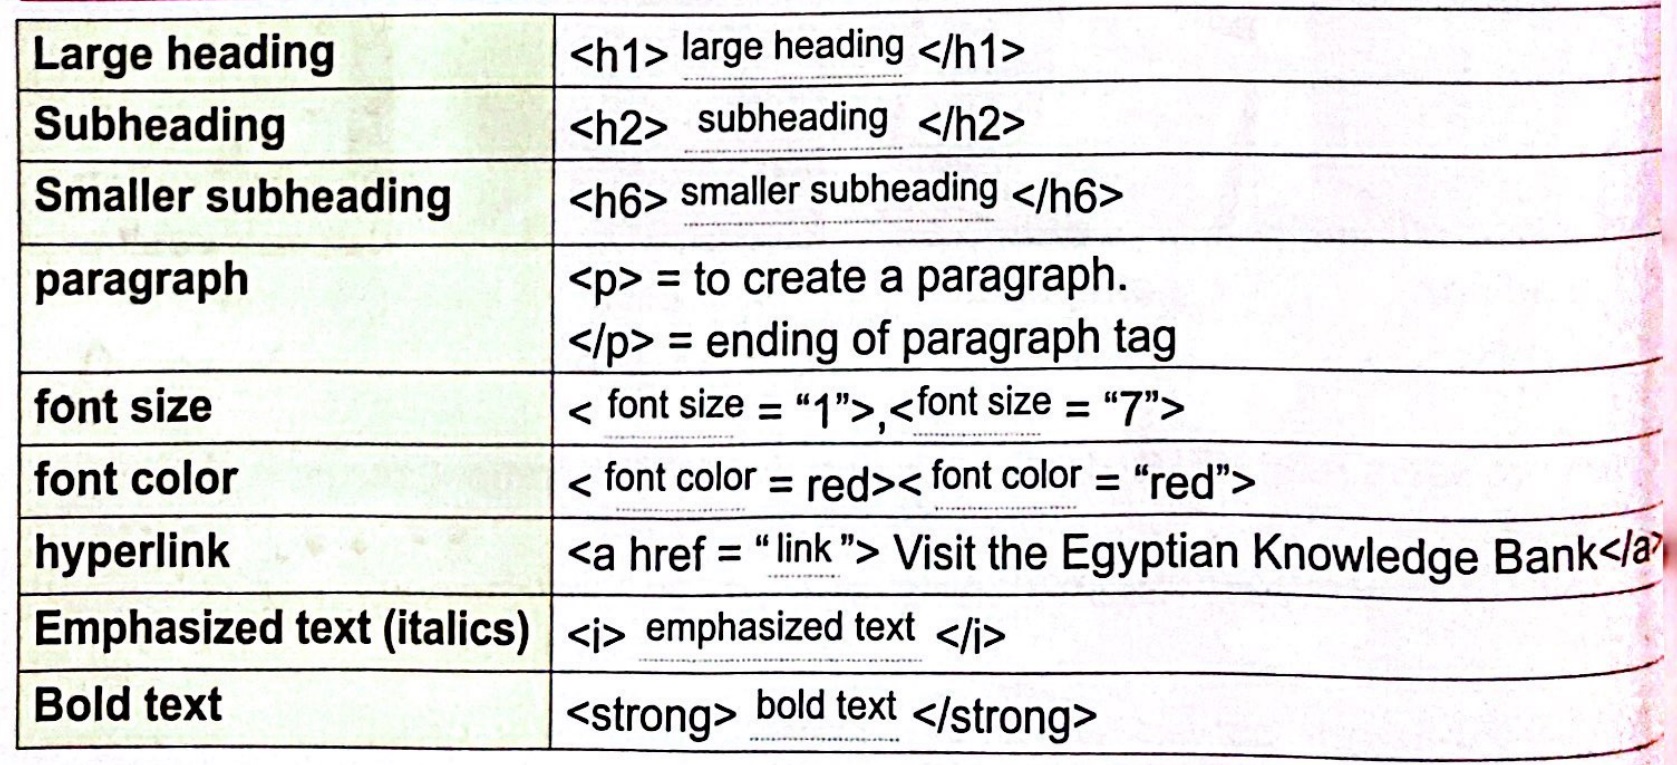 Large heading <h1> large heading </h1>
Subheading <h2> subheading </h2>
Smaller subheading <h6> smaller subheading </h6>
paragraph <p> = to create a paragraph.
</p> = ending of paragraph tag
font size < font size = “1”>,<font size = “7”>
font color < font color = red>< font color = “red”>
hyperlink <a href = “ link ”> Visit the Egyptian Knowledge Bank</a>
Emphasized text (italics) <i> emphasized text </i>
Bold text <strong> bold text </strong>